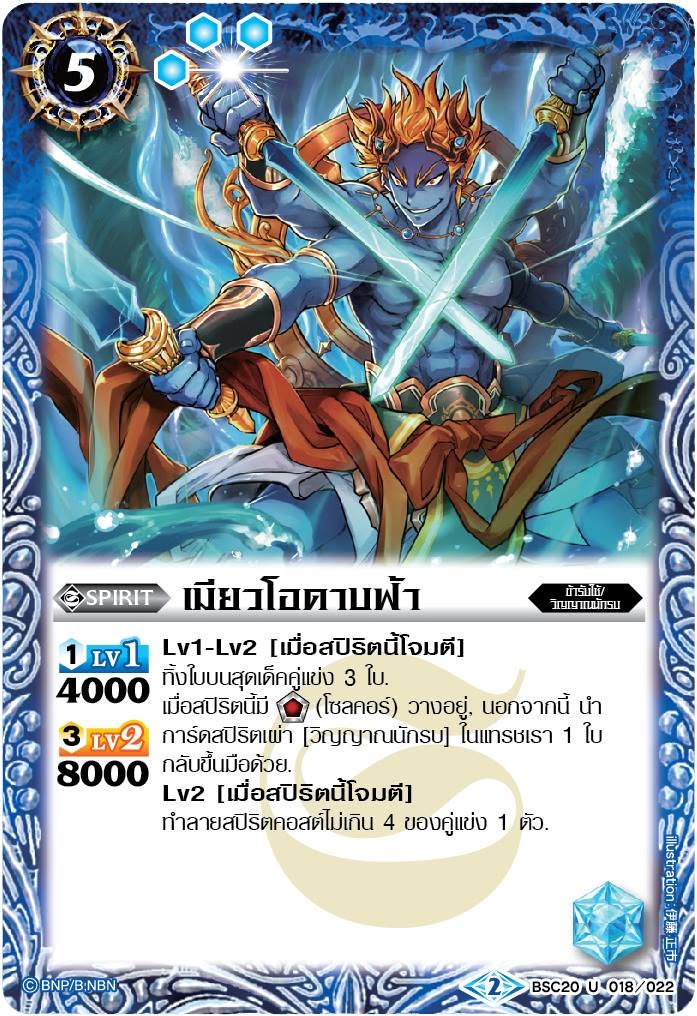 5
SPIRIT
เมียวโอดาบฟ้า
ข้ารับใช้/
วิญญาณนักรบ
1 LV1
4000
3 LV2
8000
Lv1-Lv2 [เมื่อสปิริตนี้โจมตี]
ทิ้งใบบนสุดเด็คคู่แข่ง 3 ใบ.
เมื่อสปิริตนี้มี (โซลคอร์) วางอยู่, นอกจากนี้ นำ
การ์ดสปิริตเผ่า [วิญญาณนักรบ] ในแทรชเรา 1 ใบ
กลับขึ้นมือด้วย.
Lv2 [เมื่อสปิริตนี้โจมตี]
ทำลายสปิริตคอสต์ไม่เกิน 4 ของคู่แข่ง 1 ตัว.
illustration : 伊藤 正市
©BNP/B,NBN
2
BSC20 U 018/022